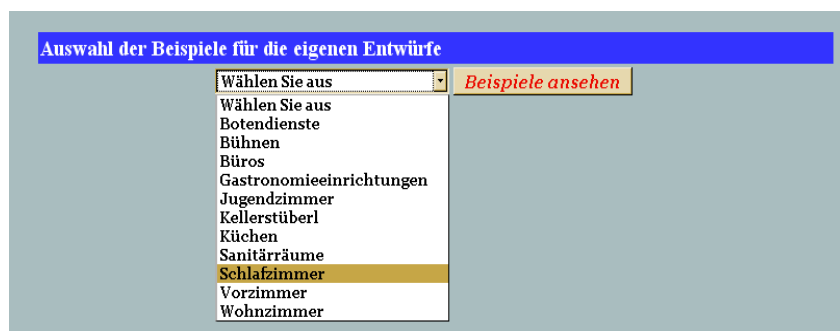 Auswahl der Beispiele für die eigenen Entwürfe
Wählen Sie aus Beispiele ansehen
Wählen Sie aus
Botendienste
Bühnen
Büros
Gastronomieeinrichtungen
Jugendzimmer
Kellerstüberl
Küchen
Sanitärräume
Schlafzimmer
Vorzimmer
Wohnzimmer